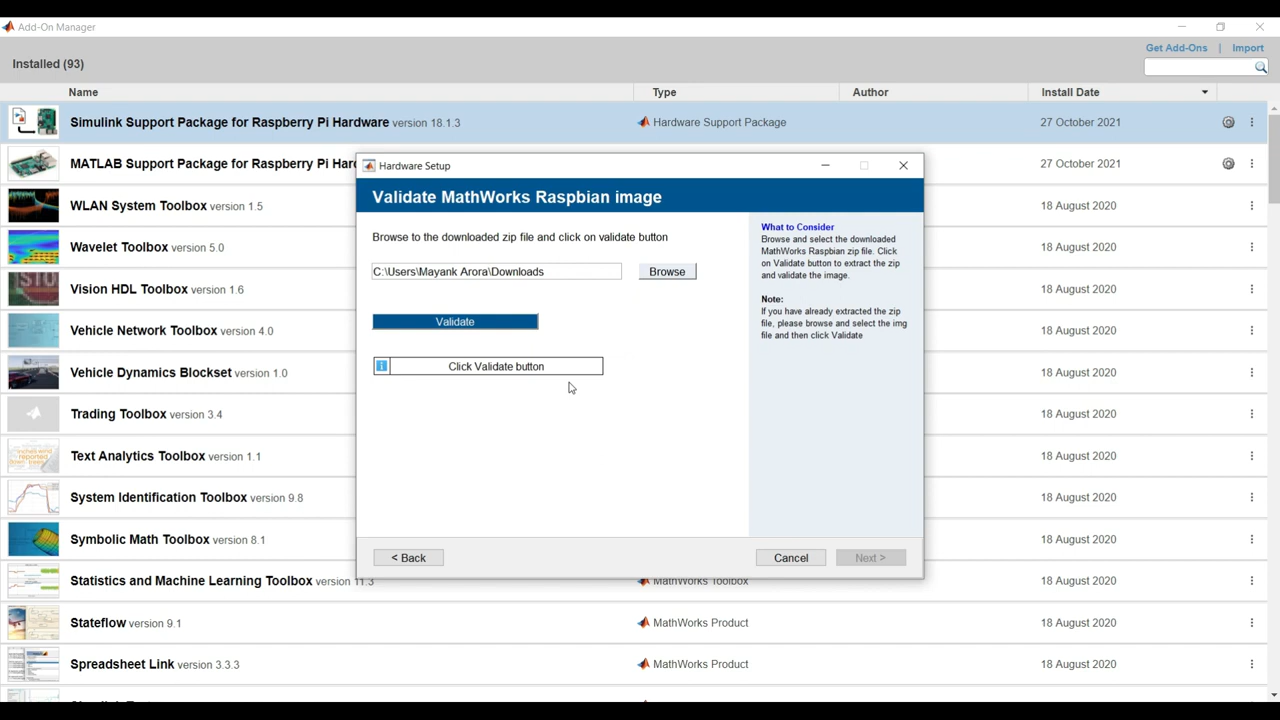 Add-On Manager
Get Add-Ons | Import
Installed (93)
Name Type Author Install Date
Simulink Support Package for Raspberry Pi Hardware version 18.1.3 Hardware Support Package 27 October 2021
MATLAB Support Package for Raspberry Pi Har 27 October 2021
WLAN System Toolbox version 1.5 18 August 2020
Wavelet Toolbox version 5.0 18 August 2020
Vision HDL Toolbox version 1.6 18 August 2020
Vehicle Network Toolbox version 4.0 18 August 2020
Vehicle Dynamics Blockset version 1.0 18 August 2020
Trading Toolbox version 3.4 18 August 2020
Text Analytics Toolbox version 1.1 18 August 2020
System Identification Toolbox version 9.8 18 August 2020
Symbolic Math Toolbox version 8.1 18 August 2020
Statistics and Machine Learning Toolbox version 11.3 MathWorks Toolbox 18 August 2020
Stateflow version 9.1 MathWorks Product 18 August 2020
Spreadsheet Link version 3.3.3 MathWorks Product 18 August 2020
Hardware Setup
Validate MathWorks Raspbian image
Browse to the downloaded zip file and click on validate button
C:\Users\Mayank Arora\Downloads
Browse
Validate
Click Validate button
What to Consider
Browse and select the downloaded
MathWorks Raspbian zip file. Click
on Validate button to extract the zip
and validate the image.
Note:
If you have already extracted the zip
file, please browse and select the img
file and then click Validate
< Back
Cancel
Next >